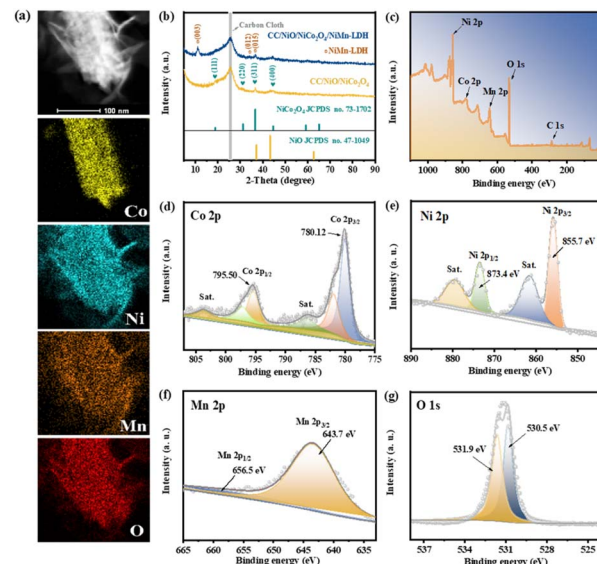 (a)
100 nm
Co
Ni
Mn
O
(b)
Carbon Cloth
CC/NiO/NiCo₂O₄/NiMn-LDH
NiMn-LDH
(003)
(012)
(015)
(111)
(220)
(311)
(400)
CC/NiO/NiCo₂O₄
NiCo₂O₄ JCPDS no. 73-1702
NiO JCPDS no. 47-1049
Intensity (a. u.)
10 20 30 40 50 60 70 80 90
2-Theta (degree)
(c)
Ni 2p
O 1s
Co 2p
Mn 2p
C 1s
Intensity (a. u.)
1000 800 600 400 200 0
Binding energy (eV)
(d)
Co 2p
Co 2p3/2
780.12
795.50
Co 2p1/2
Sat.
Sat.
Intensity (a. u.)
805 800 795 790 785 780 775
Binding energy (eV)
(e)
Ni 2p
Ni 2p3/2
855.7 eV
Ni 2p1/2
873.4 eV
Sat.
Sat.
Intensity (a. u.)
890 880 870 860 850
Binding energy (eV)
(f)
Mn 2p
Mn 2p3/2
643.7 eV
Mn 2p1/2
656.5 eV
Intensity (a. u.)
665 660 655 650 645 640 635
Binding energy (eV)
(g)
O 1s
530.5 eV
531.9 eV
Intensity (a. u.)
538 531 524
Binding energy (eV)